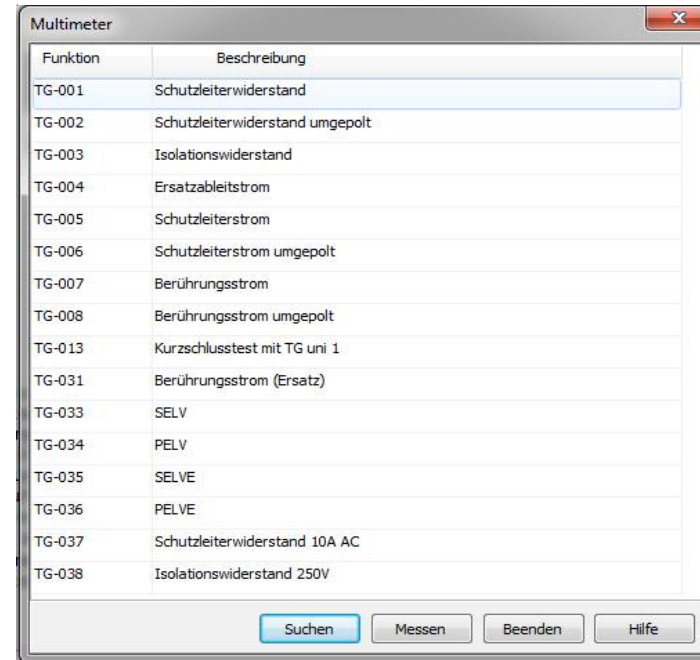 Multimeter
Funktion Beschreibung
TG-001 Schutzleiterwiderstand
TG-002 Schutzleiterwiderstand umgepolt
TG-003 Isolationswiderstand
TG-004 Ersatzableitstrom
TG-005 Schutzleiterstrom
TG-006 Schutzleiterstrom umgepolt
TG-007 Berührungsstrom
TG-008 Berührungsstrom umgepolt
TG-013 Kurzschlusstest mit TG uni 1
TG-031 Berührungsstrom (Ersatz)
TG-033 SELV
TG-034 PELV
TG-035 SELVE
TG-036 PELVE
TG-037 Schutzleiterwiderstand 10A AC
TG-038 Isolationswiderstand 250V
Suchen Messen Beenden Hilfe